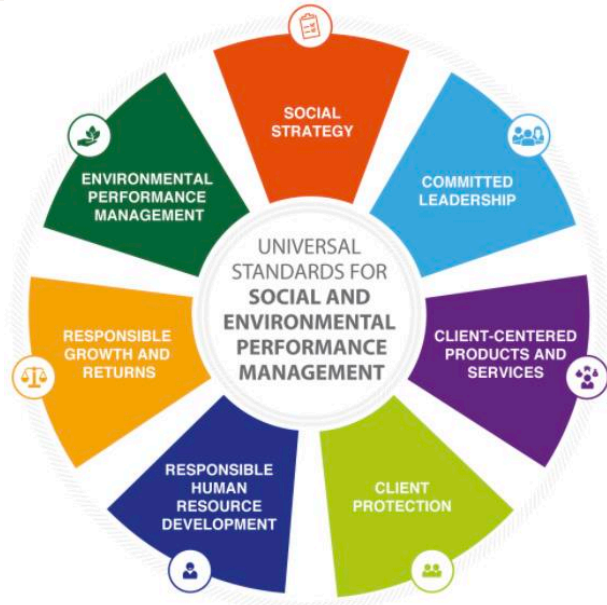 SOCIAL
STRATEGY
COMMITTED
LEADERSHIP
CLIENT-CENTERED
PRODUCTS AND
SERVICES
CLIENT
PROTECTION
RESPONSIBLE
HUMAN
RESOURCE
DEVELOPMENT
RESPONSIBLE
GROWTH AND
RETURNS
ENVIRONMENTAL
PERFORMANCE
MANAGEMENT
UNIVERSAL
STANDARDS FOR
SOCIAL AND
ENVIRONMENTAL
PERFORMANCE
MANAGEMENT